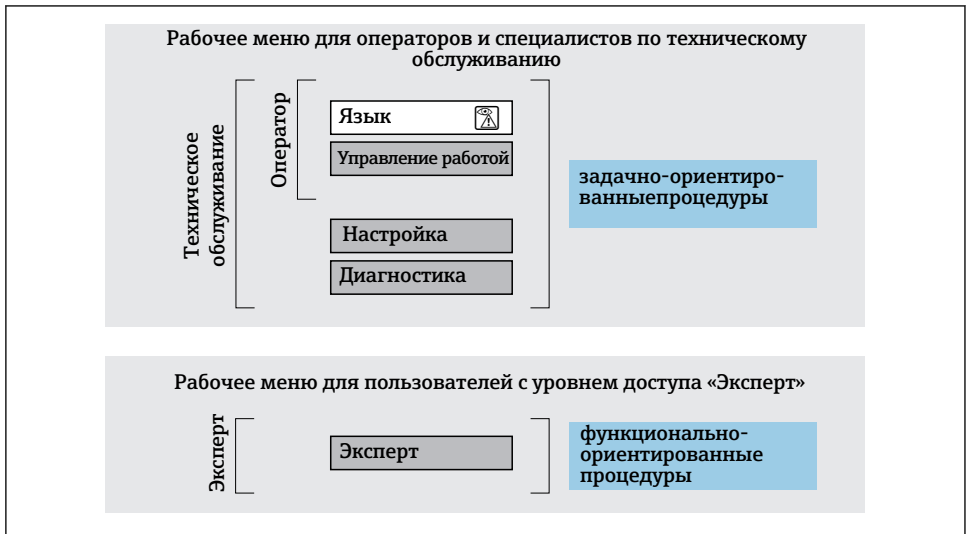 Рабочее меню для операторов и специалистов по техническому
обслуживанию
Техническое
обслуживание
Оператор
Язык
Управление работой
Настройка
Диагностика
задачно-ориентиро-
ванныепроцедуры
Рабочее меню для пользователей с уровнем доступа «Эксперт»
Эксперт
Эксперт
функционально-
ориентированные
процедуры